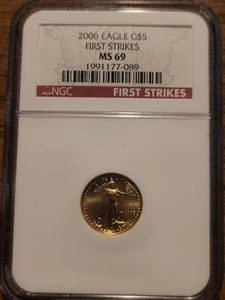 2006 EAGLE G$5
FIRST STRIKES
MS 69
1991177-089
NGC
FIRST STRIKES